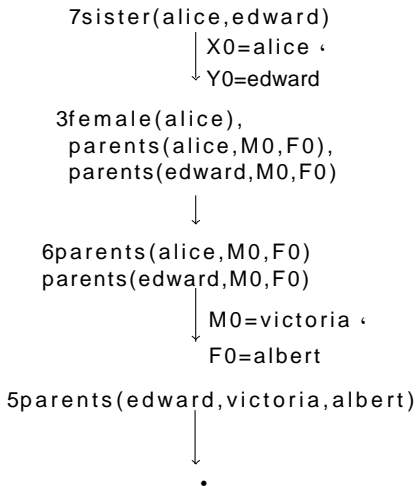 7sister(alice,edward)
X0=alice ‘
Y0=edward
3female(alice),
parents(alice,M0,F0),
parents(edward,M0,F0)
6parents(alice,M0,F0)
parents(edward,M0,F0)
M0=victoria ‘
F0=albert
5parents(edward,victoria,albert)
.